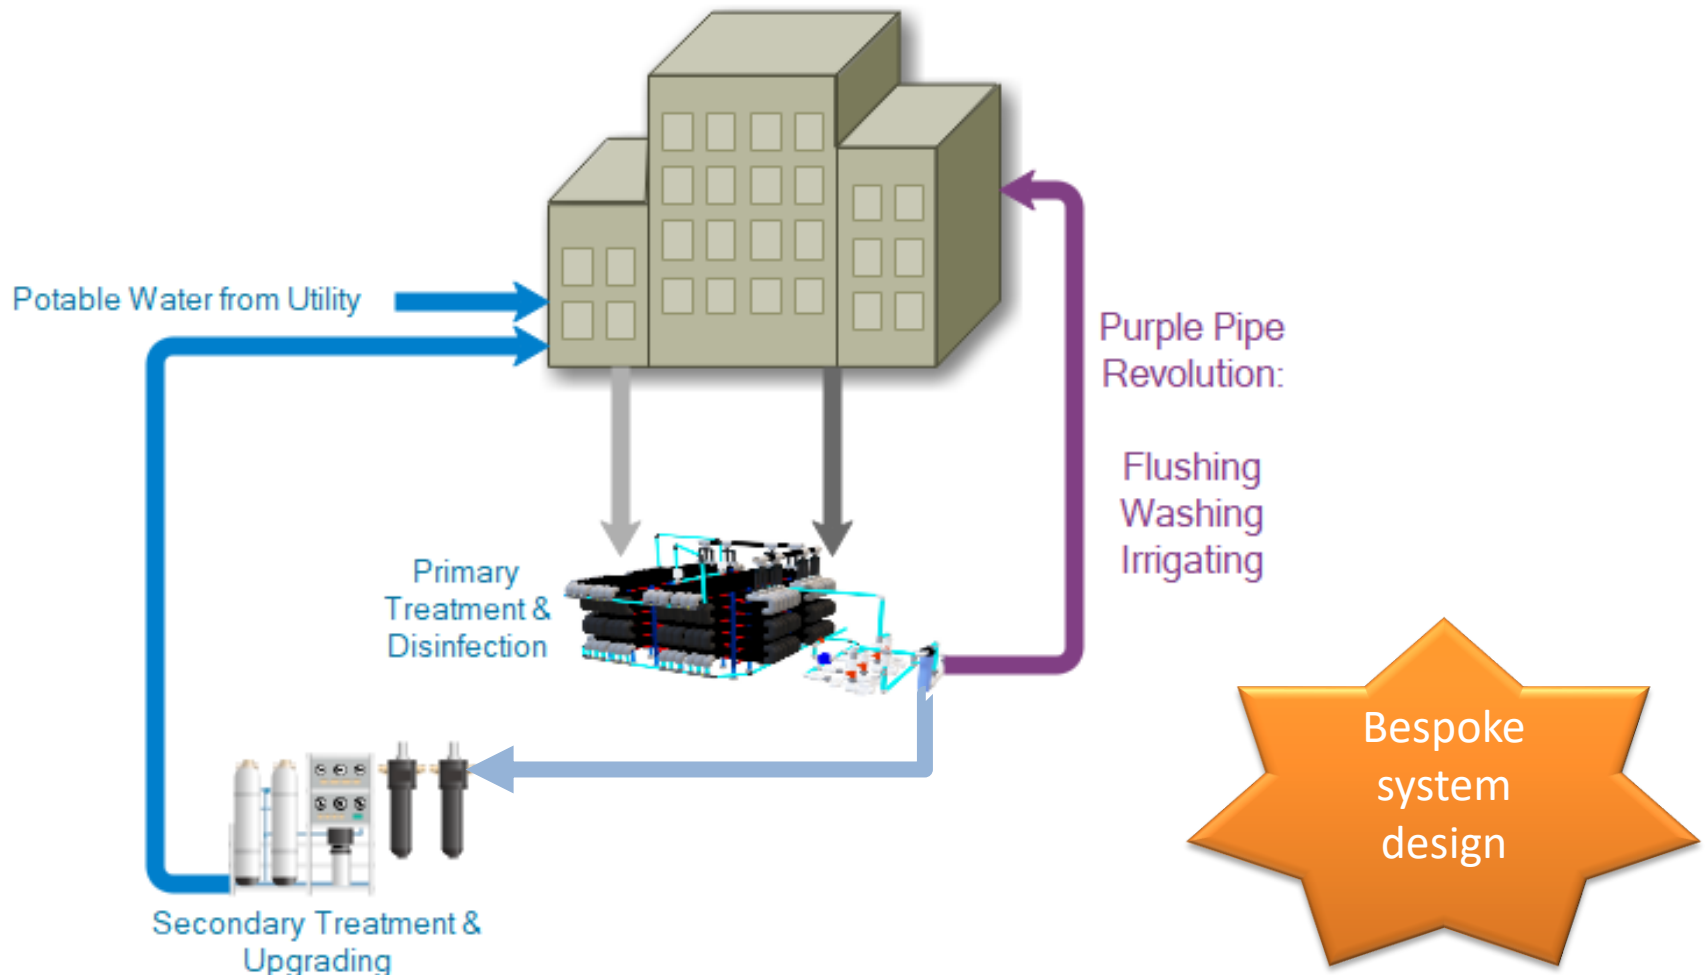 Potable Water from Utility
Purple Pipe
Revolution:
Flushing
Washing
Irrigating
Primary
Treatment &
Disinfection
Bespoke
system
design
Secondary Treatment &
Upgrading